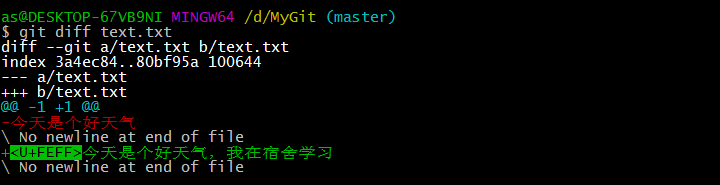 as@DESKTOP-67VB9NI MINGW64 /d/MyGit (master)
$ git diff text.txt
diff --git a/text.txt b/text.txt
index 3a4ec84..80bf95a 100644
--- a/text.txt
+++ b/text.txt
@@ -1 +1 @@
-今天是个好天气
\ No newline at end of file
+<U+FEFF>今天是个好天气，我在宿舍学习
\ No newline at end of file